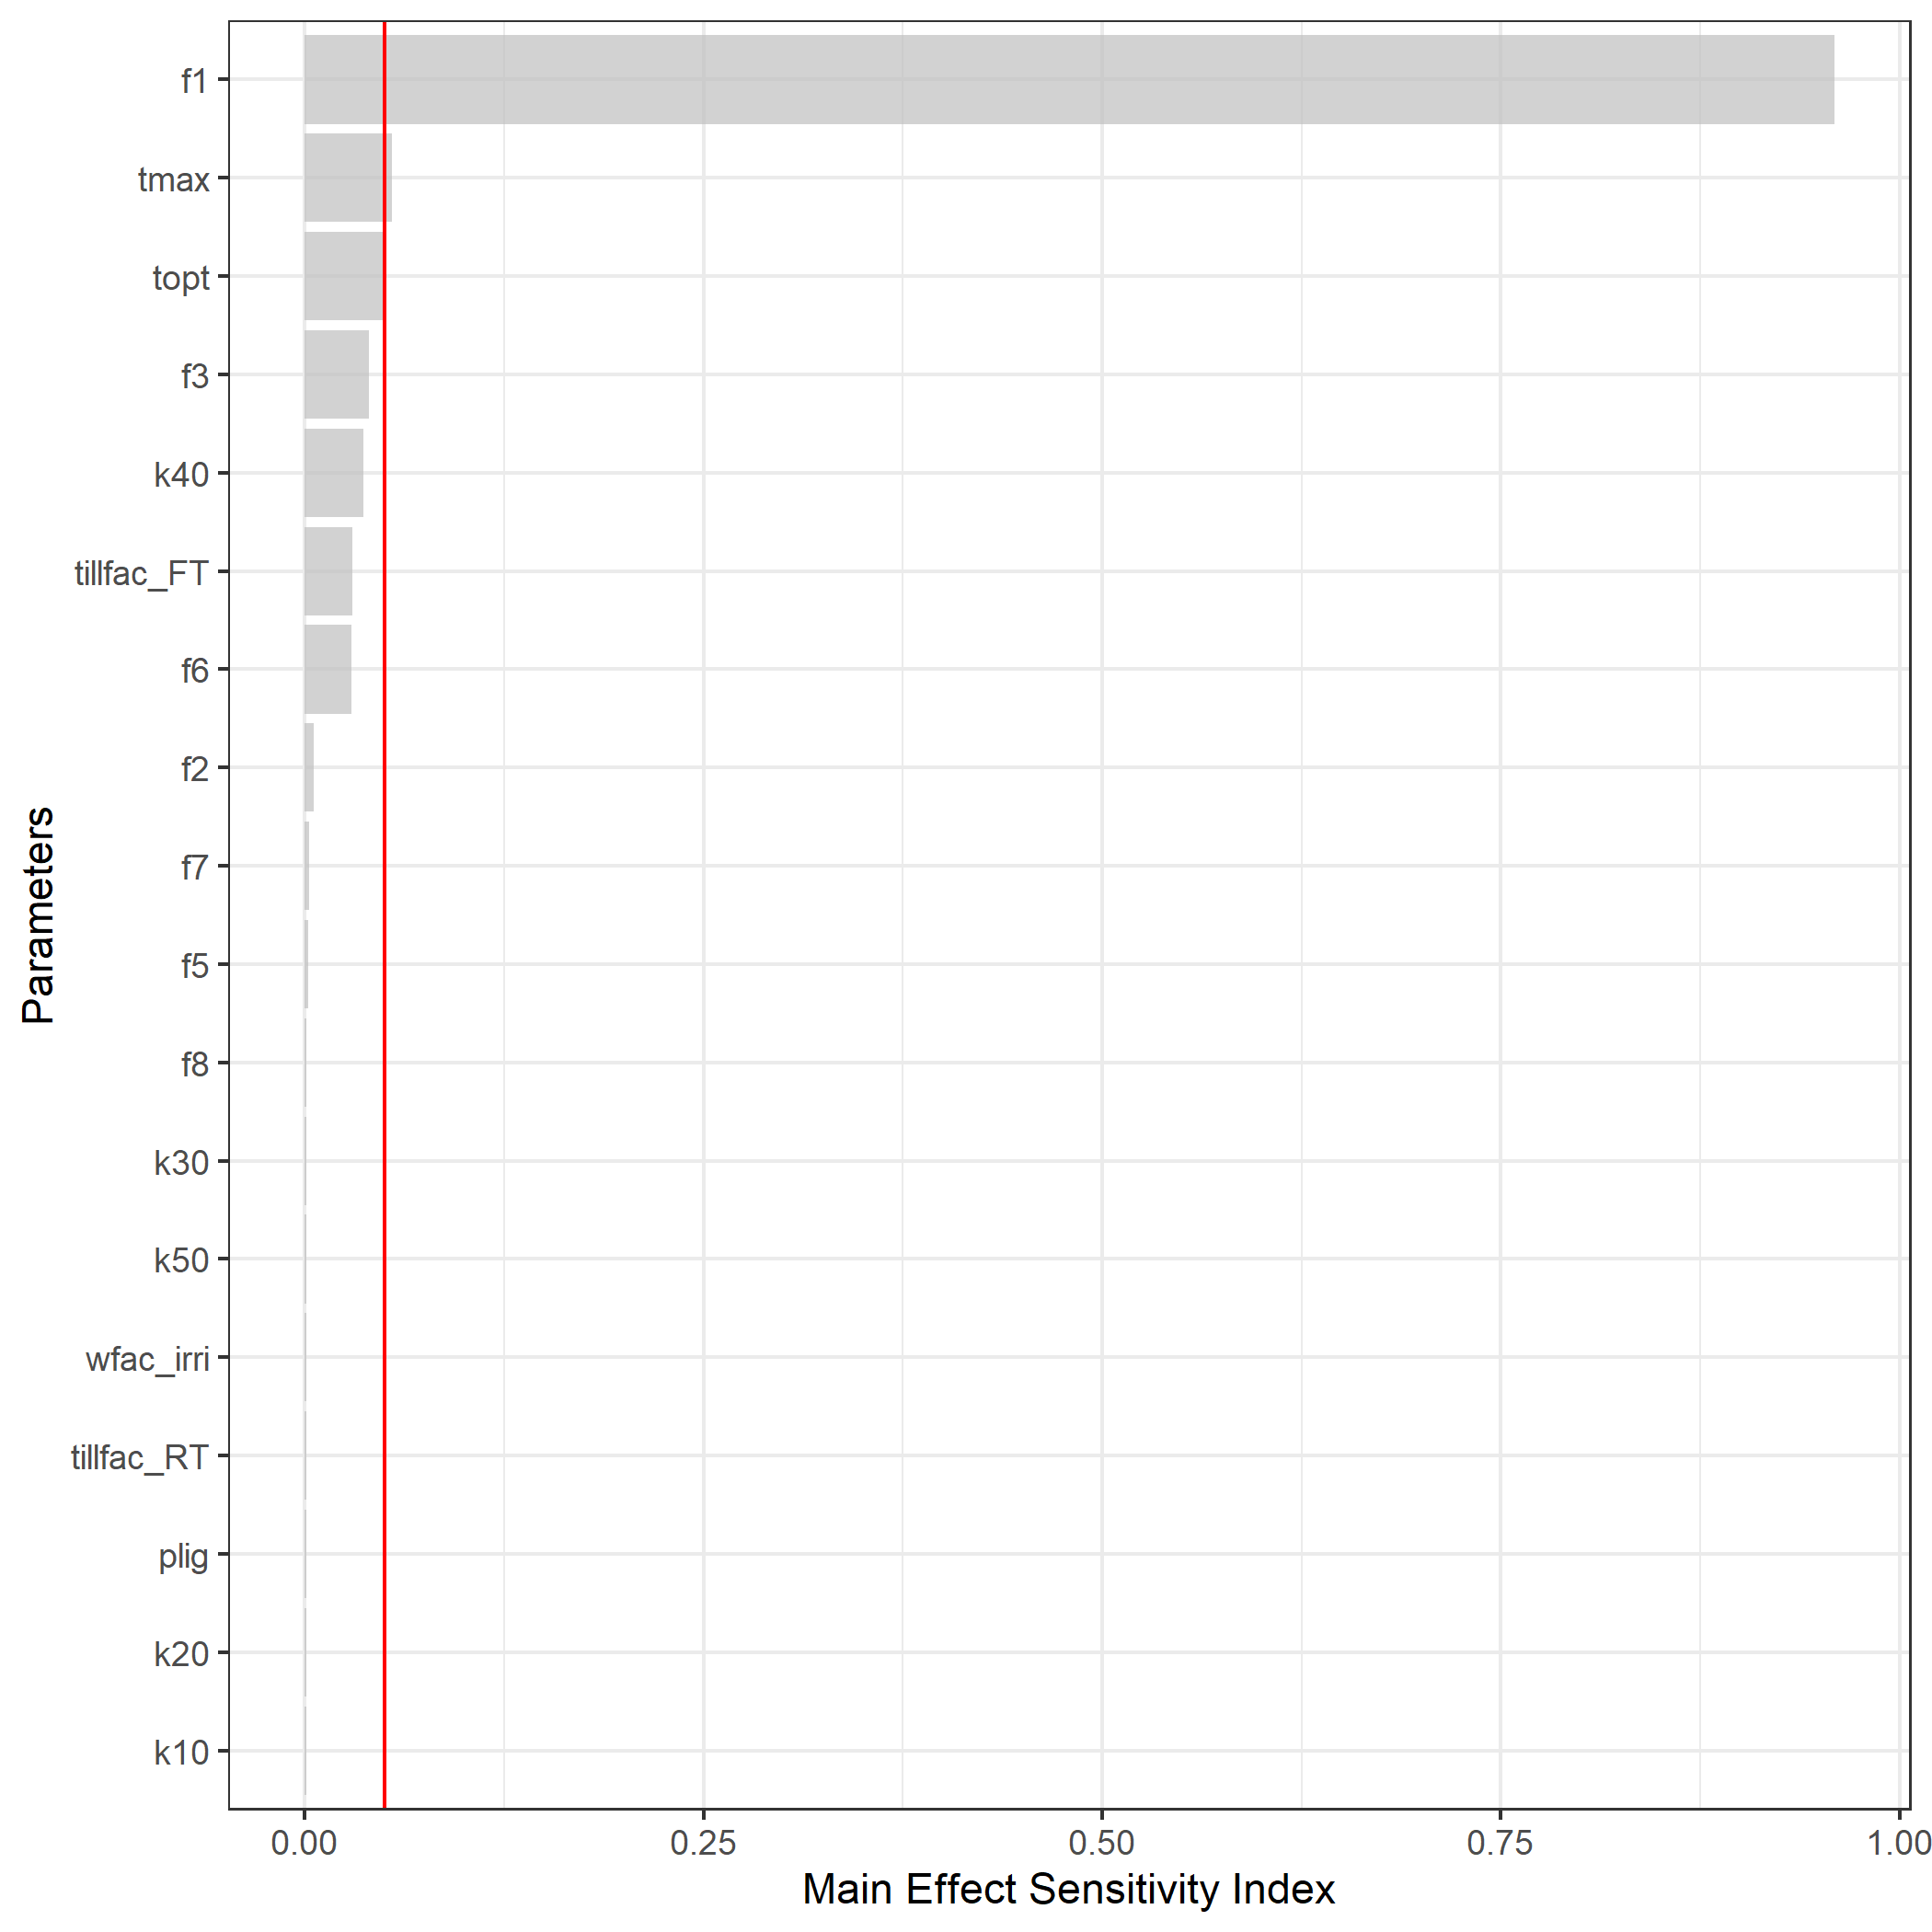 f1
tmax
topt
f3
k40
tillfac_FT
f6
f2
f7
f5
f8
k30
k50
wfac_irri
tillfac_RT
plig
k20
k10
Parameters
0.00 0.25 0.50 0.75 1.00
Main Effect Sensitivity Index